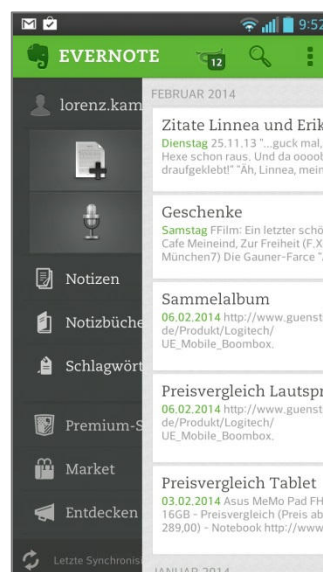 9:52
EVERNOTE
12
lorenz.kam
Notizen
Notizbüche
Schlagwört
Premium-S
Market
Entdecken
Letzte Synchronisi
FEBRUAR 2014
Zitate Linnea und Erik
Dienstag 25.11.13 "...guck mal,
Hexe schon raus. Und da ooool
draufgeklebt!" "Äh, Linnea, mein
Geschenke
Samstag FFilm: Ein letzter schö
Cafe Meineind, Zur Freiheit (F.X
München7) Die Gauner-Farce "
Sammelalbum
06.02.2014 http://www.guenst
de/Produkt/Logitech/
UE_Mobile_Boombox.
Preisvergleich Lautspr
06.02.2014 http://www.guenst
de/Produkt/Logitech/
UE_Mobile_Boombox.
Preisvergleich Tablet
03.02.2014 Asus MeMo Pad FH
16GB - Preisvergleich (Preis ab
289,00) - Notebook http://www
JANUAR 2014